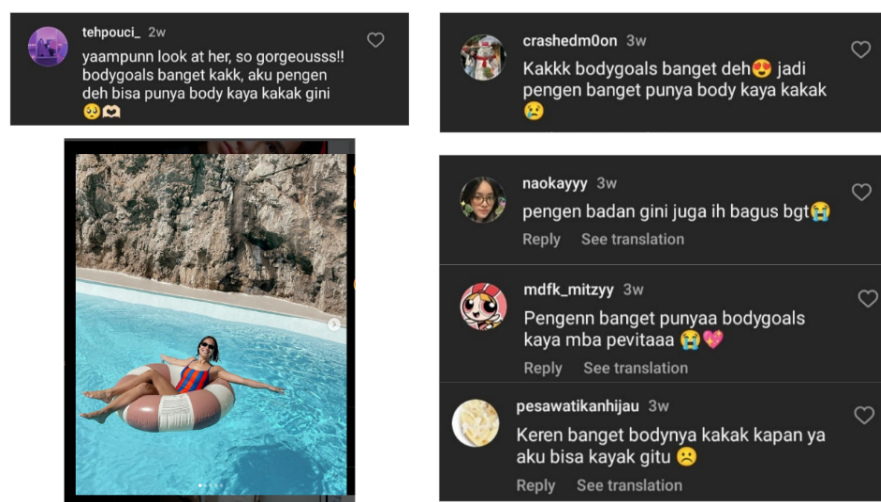 tehpouci_ 2w
yaampunn look at her, so gorgeousss!!
bodygoals banget kakk, aku pengen
deh bisa punya body kaya kakak gini
🥺🫶🏻
crashedm0on 3w
Kakkk bodygoals banget deh😍 jadi
pengen banget punya body kaya kakak
😢
naokayyy 3w
pengen badan gini juga ih bagus bgt😭
Reply See translation
mdfk_mitzyy 3w
Pengenn banget punyaa bodygoals
kaya mba pevitaaa 😭💖
Reply See translation
pesawatikanhijau 3w
Keren banget bodynya kakak kapan ya
aku bisa kayak gitu ☹️
Reply See translation